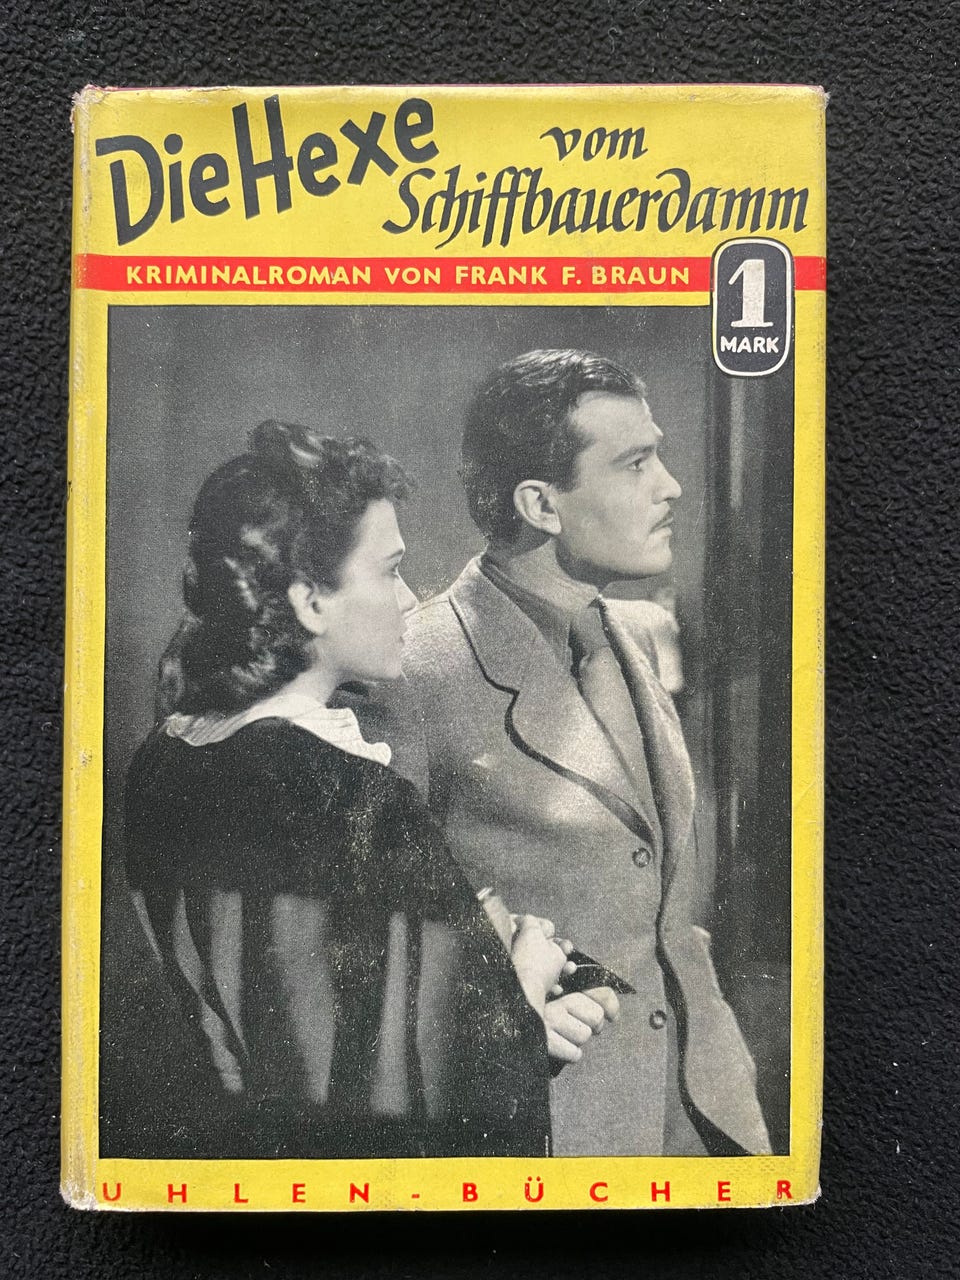 Die Hexe
vom
Schiffbauerdamm
KRIMINALROMAN VON FRANK F. BRAUN
1
MARK
UHLEN-BÜCHER